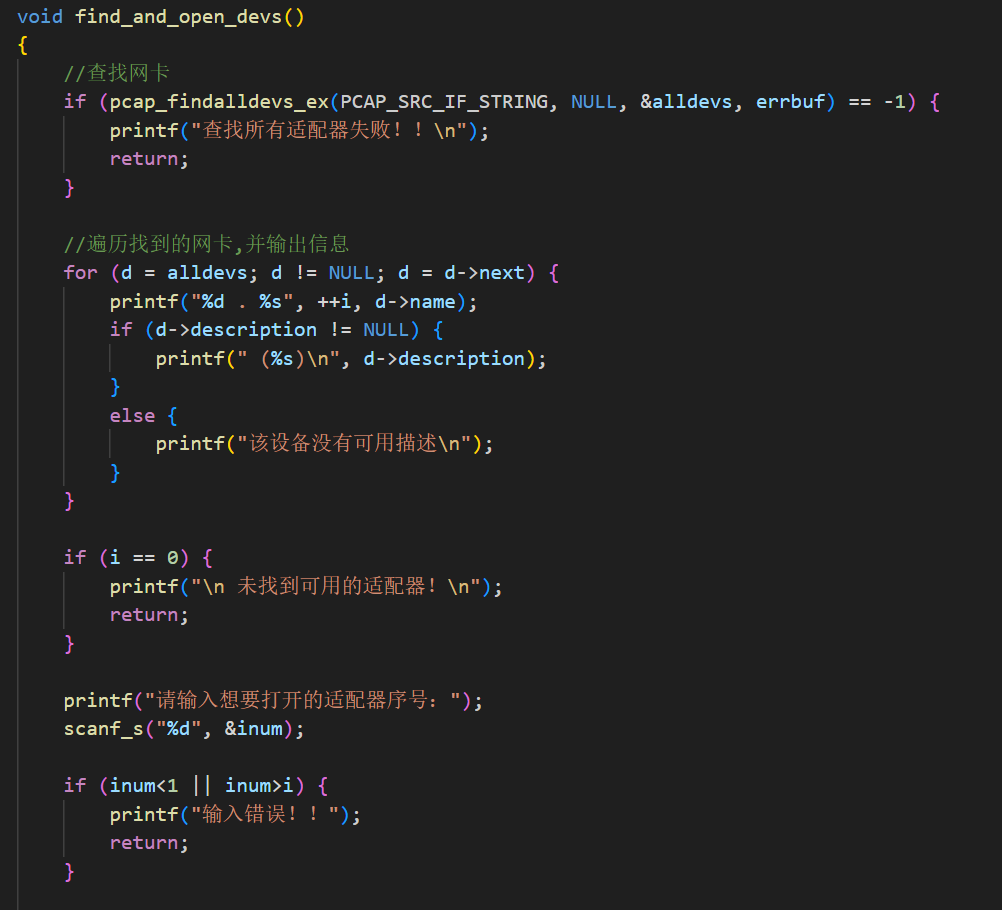 void find_and_open_devs()
{
    //查找网卡
    if (pcap_findalldevs_ex(PCAP_SRC_IF_STRING, NULL, &alldevs, errbuf) == -1) {
        printf("查找所有适配器失败！！\n");
        return;
    }

    //遍历找到的网卡,并输出信息
    for (d = alldevs; d != NULL; d = d->next) {
        printf("%d . %s", ++i, d->name);
        if (d->description != NULL) {
            printf(" (%s)\n", d->description);
        }
        else {
            printf("该设备没有可用描述\n");
        }
    }

    if (i == 0) {
        printf("\n 未找到可用的适配器！\n");
        return;
    }

    printf("请输入想要打开的适配器序号：");
    scanf_s("%d", &inum);

    if (inum<1 || inum>i) {
        printf("输入错误！！");
        return;
    }